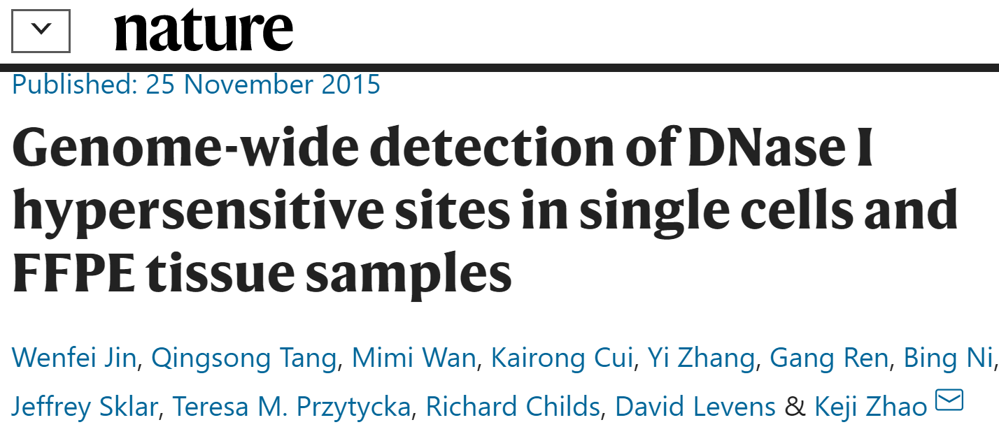 nature
Published: 25 November 2015
Genome-wide detection of DNase I
hypersensitive sites in single cells and
FFPE tissue samples
Wenfei Jin, Qingsong Tang, Mimi Wan, Kairong Cui, Yi Zhang, Gang Ren, Bing Ni,
Jeffrey Sklar, Teresa M. Przytycka, Richard Childs, David Levens & Keji Zhao